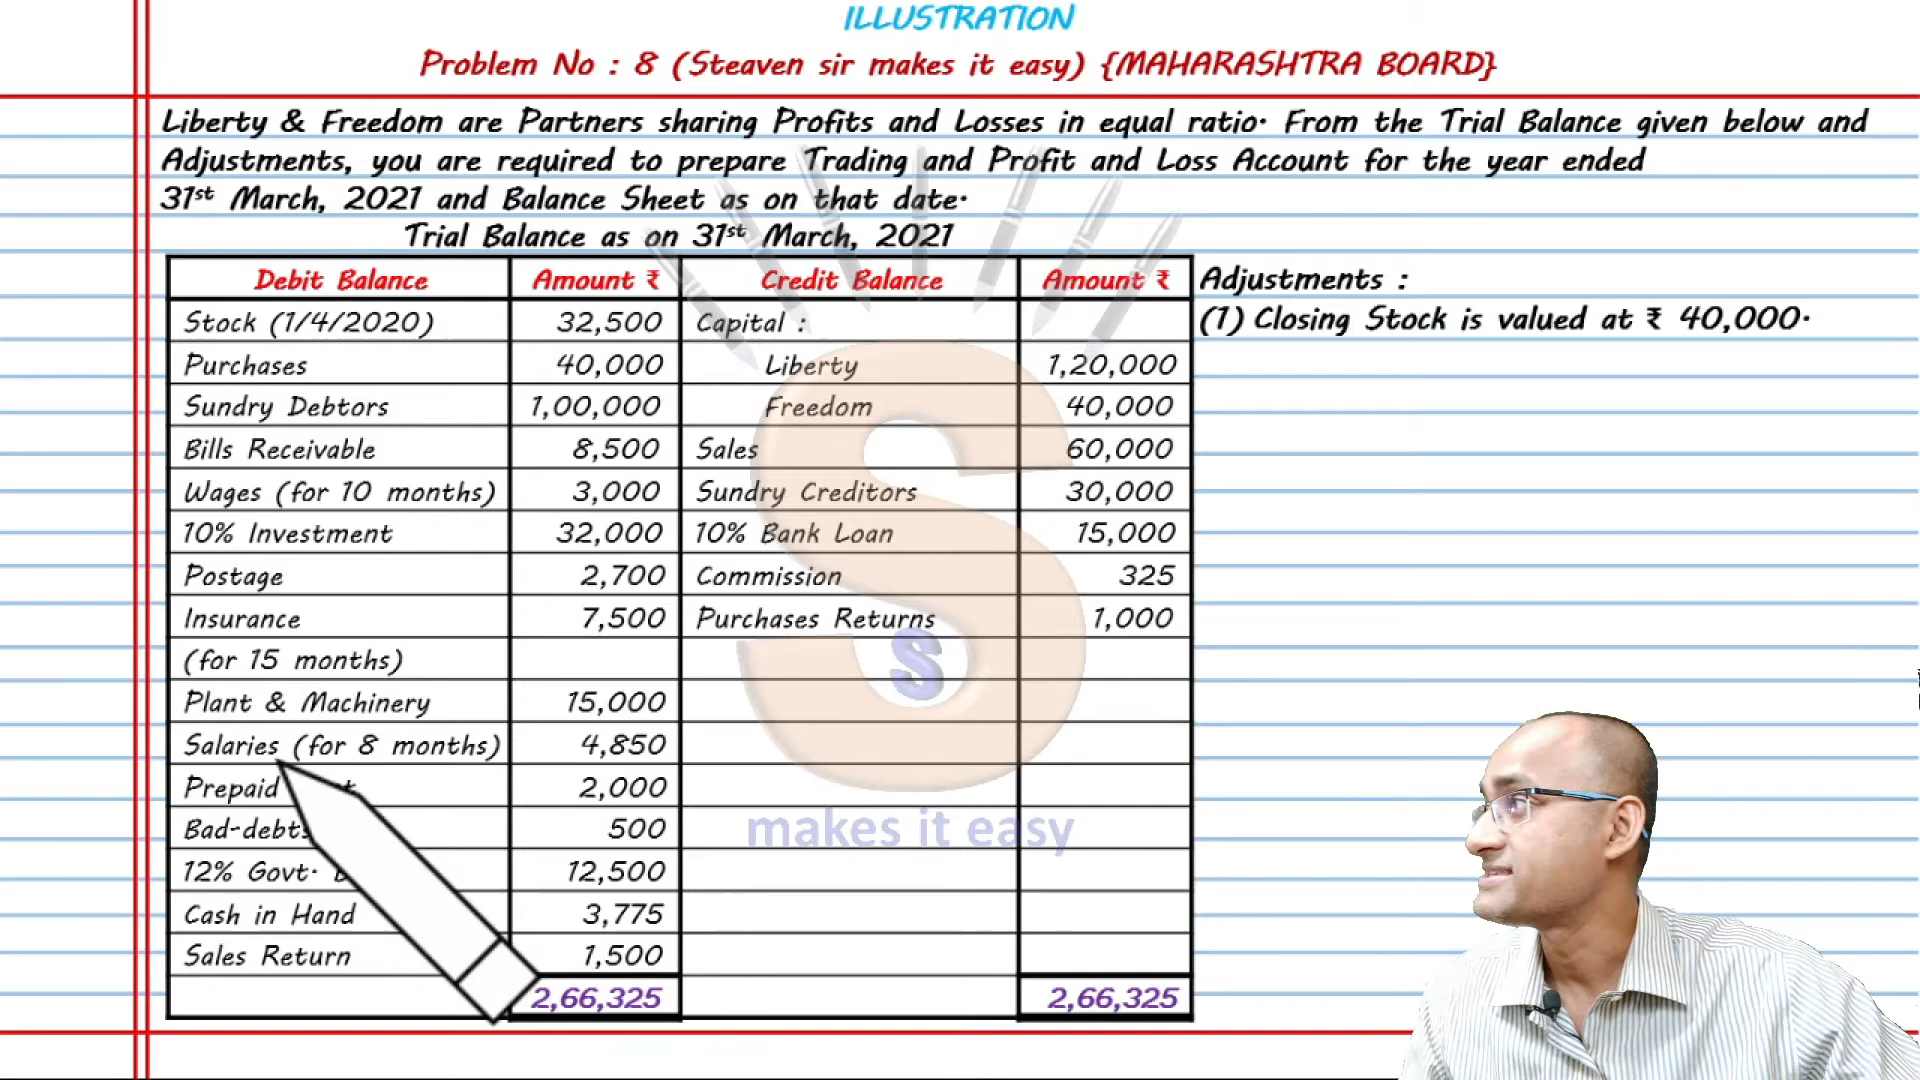 ILLUSTRATION
Problem No : 8 (Steaven sir makes it easy) {MAHARASHTRA BOARD}
Liberty & Freedom are Partners sharing Profits and Losses in equal ratio. From the Trial Balance given below and
Adjustments, you are required to prepare Trading and Profit and Loss Account for the year ended
31st March, 2021 and Balance Sheet as on that date.
Trial Balance as on 31st March, 2021
Debit Balance Amount ₹ Credit Balance Amount ₹
Stock (1/4/2020) 32,500 Capital :
Purchases 40,000 Liberty 1,20,000
Sundry Debtors 1,00,000 Freedom 40,000
Bills Receivable 8,500 Sales 60,000
Wages (for 10 months) 3,000 Sundry Creditors 30,000
10% Investment 32,000 10% Bank Loan 15,000
Postage 2,700 Commission 325
Insurance 7,500 Purchases Returns 1,000
(for 15 months)
Plant & Machinery 15,000
Salaries (for 8 months) 4,850
Prepaid 2,000
Bad-debts 500
12% Govt. 12,500
Cash in Hand 3,775
Sales Return 1,500
2,66,325 2,66,325
Adjustments :
(1) Closing Stock is valued at ₹ 40,000.
S
S
makes it easy